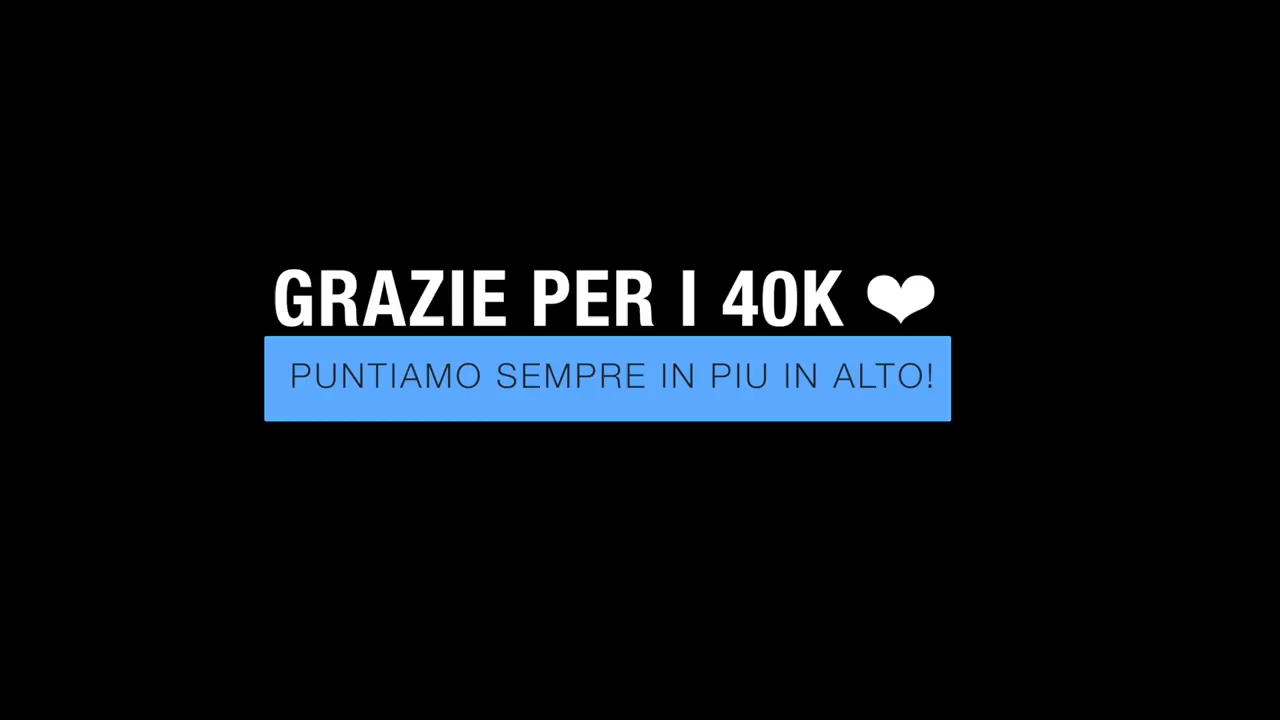 GRAZIE PER I 40K ❤
PUNTIAMO SEMPRE IN PIU IN ALTO!